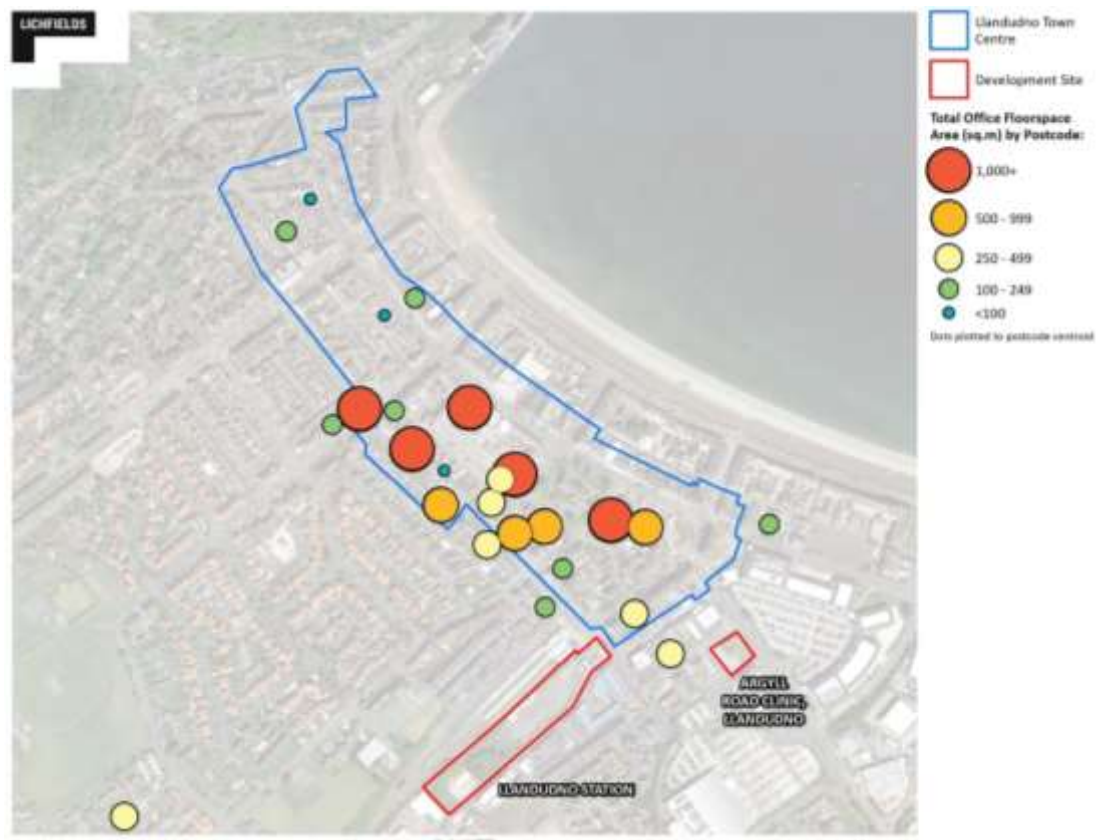 LICHFIELDS
Llandudno Town
Centre
Development Site
Total Office Floorspace
Area (sq.m) by Postcode:
1,000+
500 - 999
250 - 499
100 - 249
<100
Data plotted to postcode centroid
ARGYLL
ROAD CLINIC,
LLANDUDNO
LLANDUDNO STATION